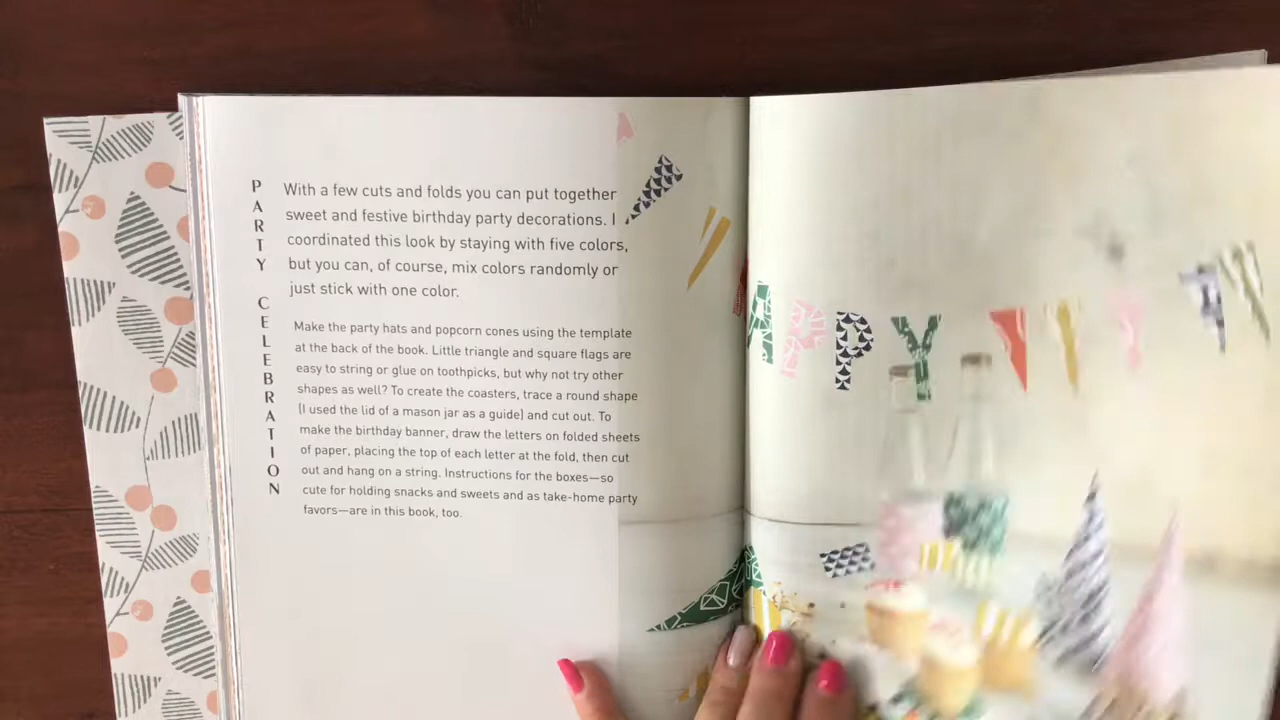 PARTY CELEBRATION
With a few cuts and folds you can put together
sweet and festive birthday party decorations. I
coordinated this look by staying with five colors,
but you can, of course, mix colors randomly or
just stick with one color.
Make the party hats and popcorn cones using the template
at the back of the book. Little triangle and square flags are
easy to string or glue on toothpicks, but why not try other
shapes as well? To create the coasters, trace a round shape
(I used the lid of a mason jar as a guide) and cut out. To
make the birthday banner, draw the letters on folded sheets
of paper, placing the top of each letter at the fold, then cut
out and hang on a string. Instructions for the boxes—so
cute for holding snacks and sweets and as take-home party
favors—are in this book, too.
APPY